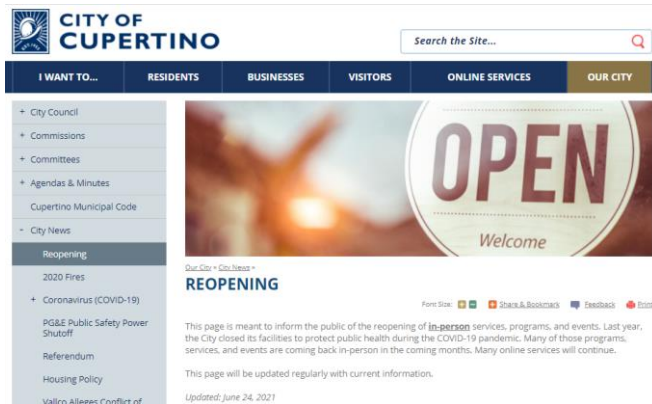 CITY OF
CUPERTINO
Search the Site...
I WANT TO...
RESIDENTS
BUSINESSES
VISITORS
ONLINE SERVICES
OUR CITY
+ City Council
+ Commissions
+ Committees
+ Agendas & Minutes
Cupertino Municipal Code
- City News
Reopening
2020 Fires
+ Coronavirus (COVID-19)
PG&E Public Safety Power
Shutoff
Referendum
Housing Policy
Vallco Alleges Conflict of
OPEN
Welcome
Our City » City News »
REOPENING
Font Size: + - Share & Bookmark Feedback Print
This page is meant to inform the public of the reopening of in-person services, programs, and events. Last year,
the City closed its facilities to protect public health during the COVID-19 pandemic. Many of those programs,
services, and events are coming back in-person in the coming months. Many online services will continue.
This page will be updated regularly with current information.
Updated: June 24, 2021